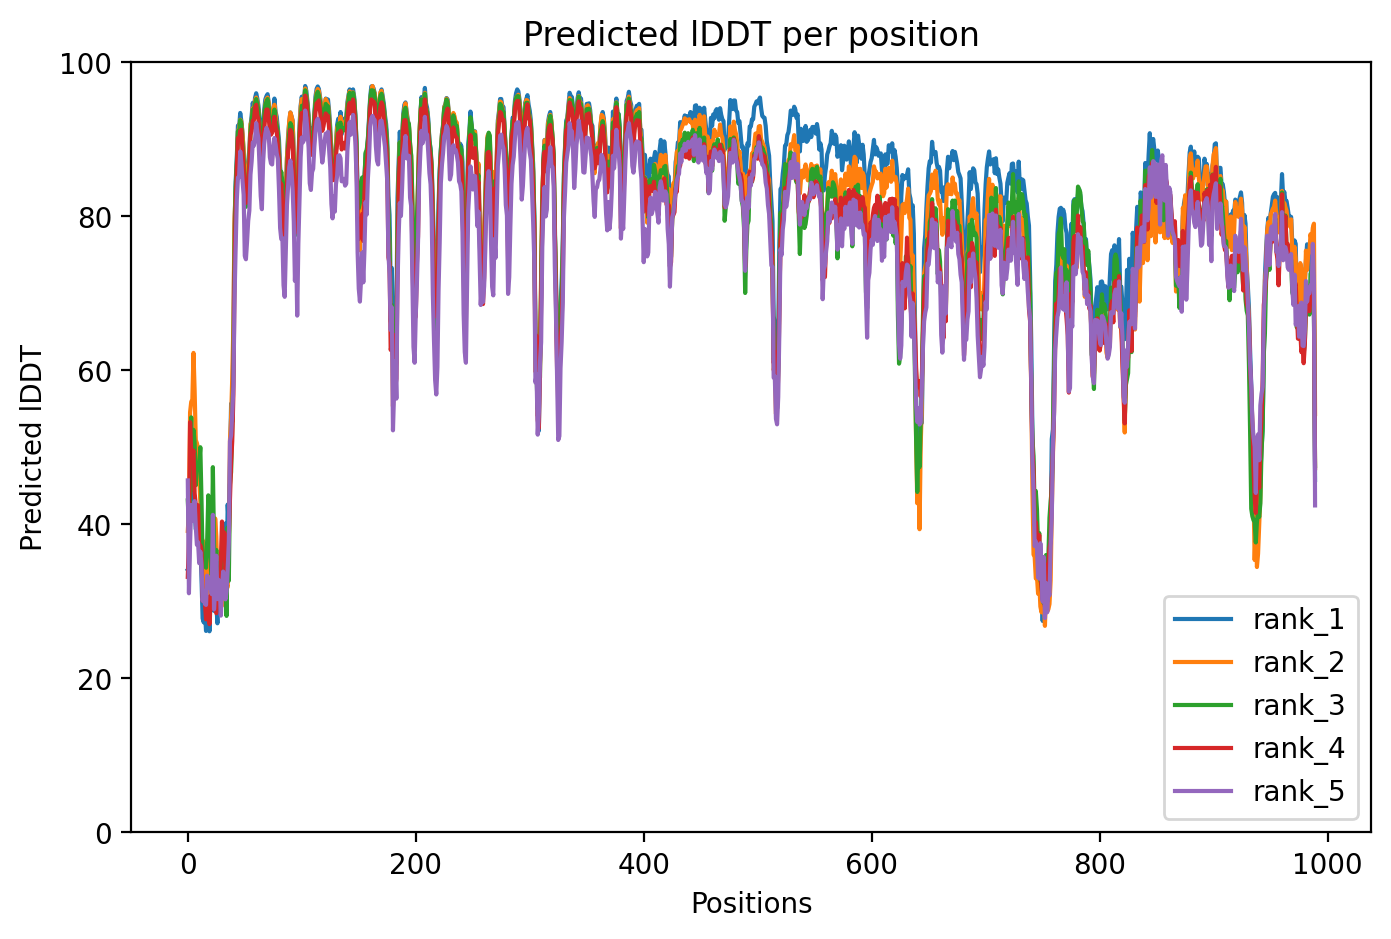 Predicted lDDT per position
100
80
60
40
20
0
Predicted lDDT
0 200 400 600 800 1000
Positions
rank_1
rank_2
rank_3
rank_4
rank_5